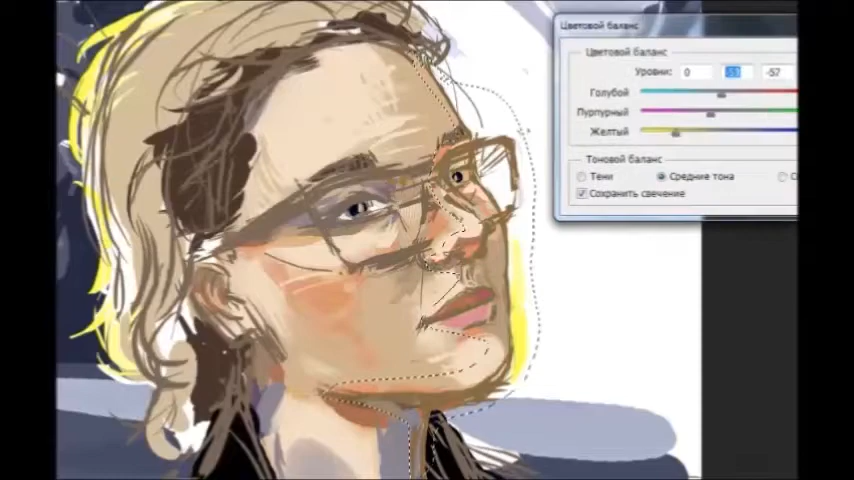 Цветовой баланс
Цветовой баланс
Уровни: 0 -57
Голубой
Пурпурный
Желтый
Тоновой баланс
Тени Средние тона
Сохранить свечение